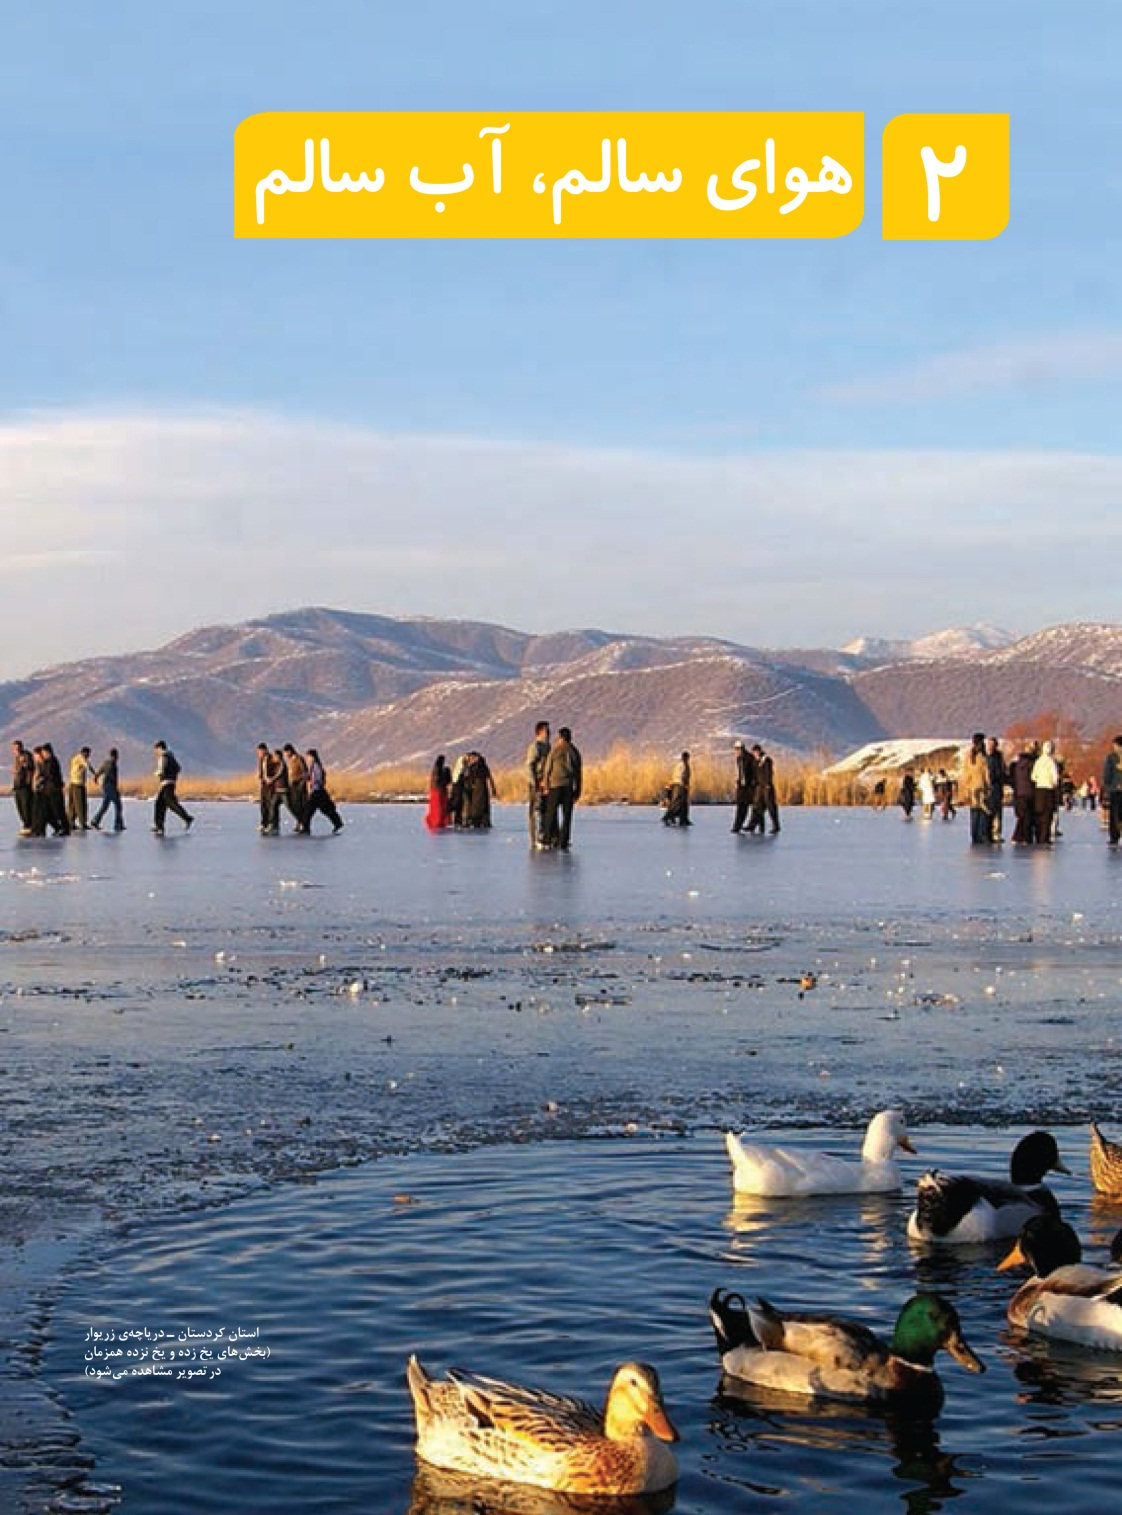 ۲
هوای سالم، آب سالم
استان کردستان ـ دریاچه‌ی زریوار
(بخش‌های یخ زده و یخ نزده همزمان
در تصویر مشاهده می‌شود)